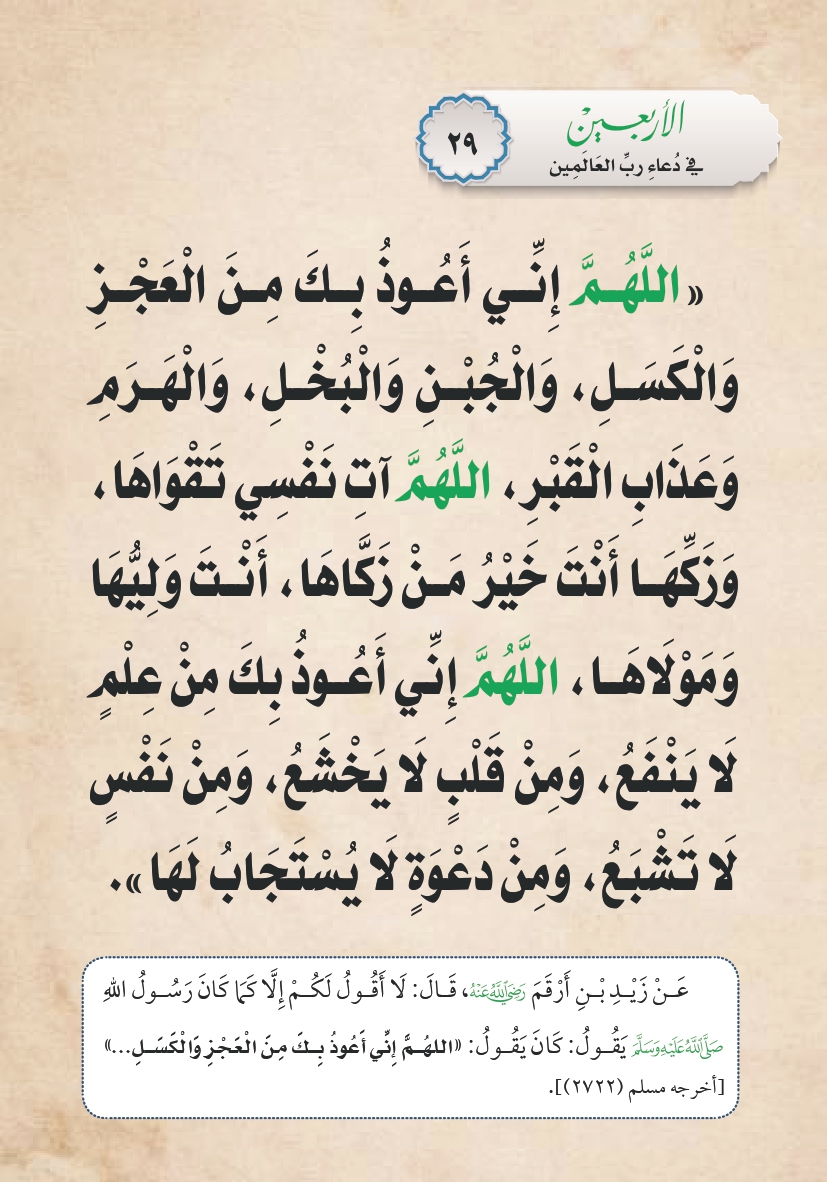 الأربعين
في دُعاءِ ربِّ العَالَمِين
٢٩
«اللَّهُمَّ إِنِّي أَعُوذُ بِكَ مِنَ الْعَجْزِ
وَالْكَسَلِ، وَالْجُبْنِ وَالْبُخْلِ، وَالْهَرَمِ
وَعَذَابِ الْقَبْرِ، اللَّهُمَّ آتِ نَفْسِي تَقْوَاهَا،
وَزَكِّهَا أَنْتَ خَيْرُ مَنْ زَكَّاهَا، أَنْتَ وَلِيُّهَا
وَمَوْلَاهَا، اللَّهُمَّ إِنِّي أَعُوذُ بِكَ مِنْ عِلْمٍ
لَا يَنْفَعُ، وَمِنْ قَلْبٍ لَا يَخْشَعُ، وَمِنْ نَفْسٍ
لَا تَشْبَعُ، وَمِنْ دَعْوَةٍ لَا يُسْتَجَابُ لَهَا».
عَنْ زَيْدِ بْنِ أَرْقَمَ رَضِيَ اللَّهُ عَنْهُ، قَالَ: لَا أَقُولُ لَكُمْ إِلَّا كَمَا كَانَ رَسُولُ اللهِ
صَلَّى اللَّهُ عَلَيْهِ وَسَلَّمَ يَقُولُ: كَانَ يَقُولُ: «اللهُمَّ إِنِّي أَعُوذُ بِكَ مِنَ الْعَجْزِ وَالْكَسَلِ...»
[أخرجه مسلم (٢٧٢٢)].